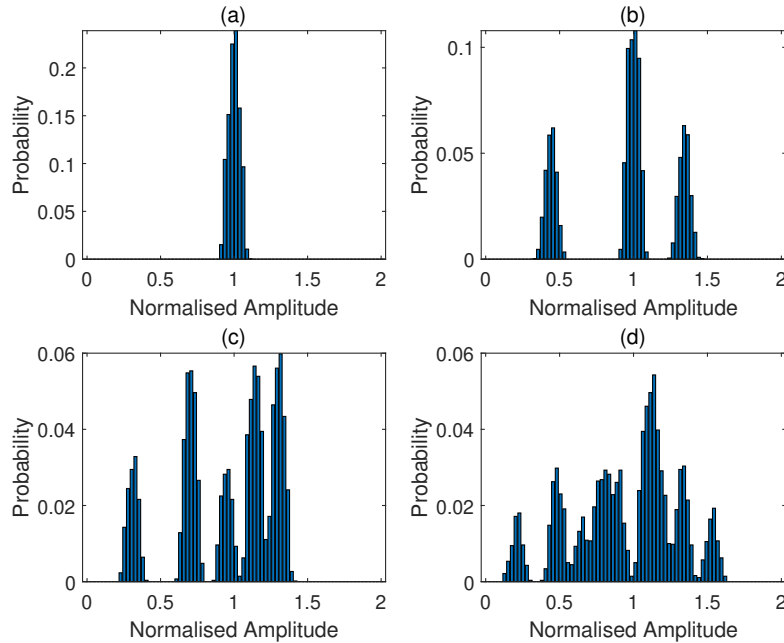 (a)
0.2
0.15
0.1
0.05
0
Probability
0 0.5 1 1.5 2
Normalised Amplitude
(b)
0.1
0.05
0
Probability
0 0.5 1 1.5 2
Normalised Amplitude
(c)
0.06
0.04
0.02
0
Probability
0 0.5 1 1.5 2
Normalised Amplitude
(d)
0.06
0.04
0.02
0
Probability
0 0.5 1 1.5 2
Normalised Amplitude